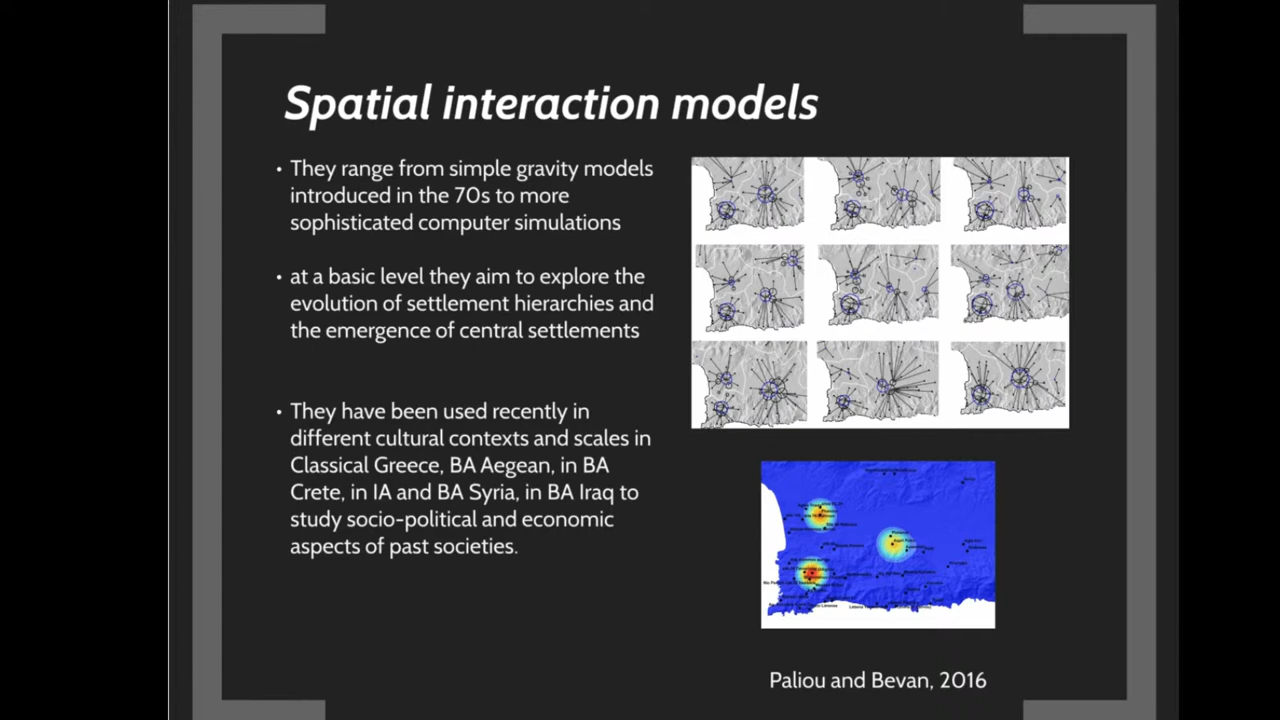 Spatial interaction models
• They range from simple gravity models
introduced in the 70s to more
sophisticated computer simulations
• at a basic level they aim to explore the
evolution of settlement hierarchies and
the emergence of central settlements
• They have been used recently in
different cultural contexts and scales in
Classical Greece, BA Aegean, in BA
Crete, in IA and BA Syria, in BA Iraq to
study socio-political and economic
aspects of past societies.
Paliou and Bevan, 2016